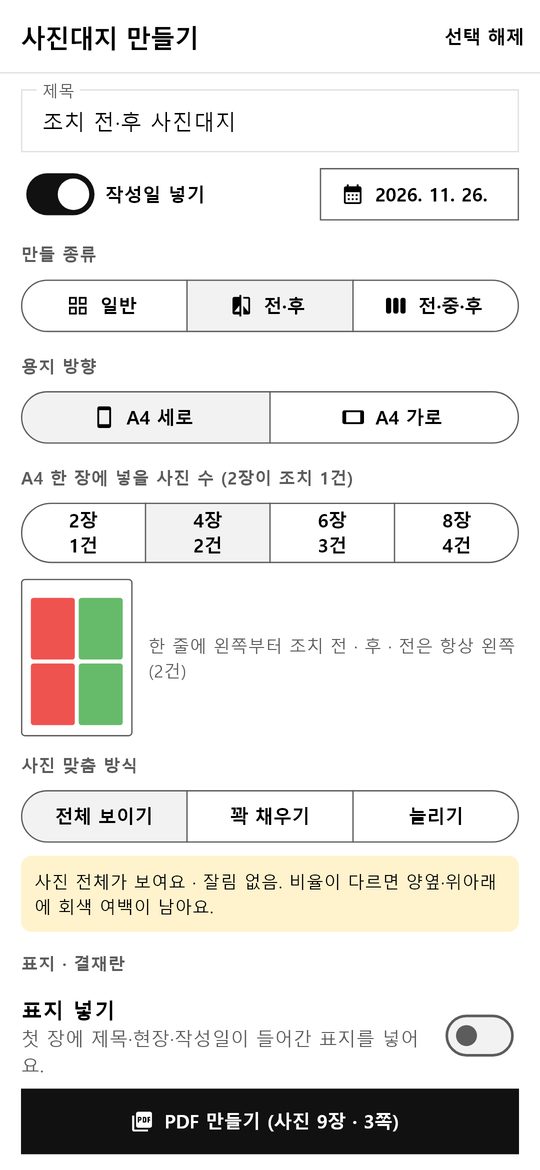 사진대지 만들기
선택 해제
제목
조치 전·후 사진대지
작성일 넣기
2026. 11. 26.
만들 종류
일반
전·후
전·중·후
용지 방향
A4 세로
A4 가로
A4 한 장에 넣을 사진 수 (2장이 조치 1건)
2장
1건
4장
2건
6장
3건
8장
4건
한 줄에 왼쪽부터 조치 전 · 후 · 전은 항상 왼쪽
(2건)
사진 맞춤 방식
전체 보이기
꽉 채우기
늘리기
사진 전체가 보여요 · 잘림 없음. 비율이 다르면 양옆·위아래
에 회색 여백이 남아요.
표지 · 결재란
표지 넣기
첫 장에 제목·현장·작성일이 들어간 표지를 넣어
요.
PDF
PDF 만들기 (사진 9장 · 3쪽)